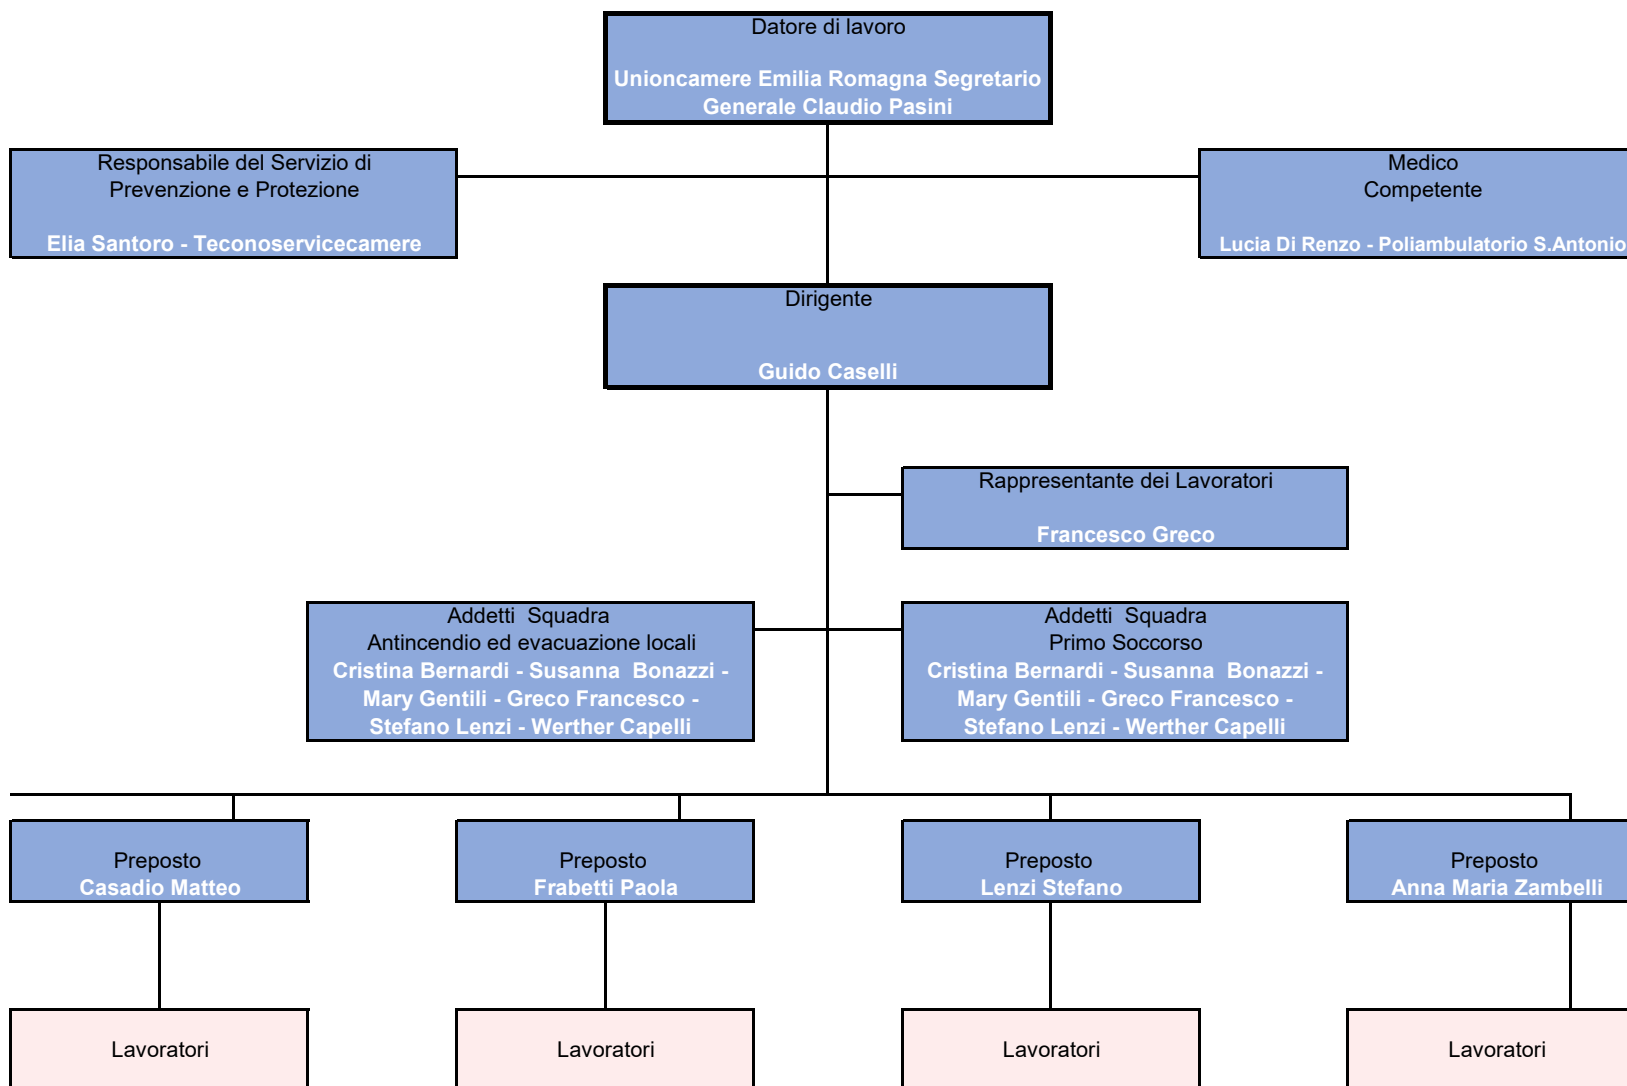 Datore di lavoro
Unioncamere Emilia Romagna Segretario
Generale Claudio Pasini
Responsabile del Servizio di
Prevenzione e Protezione
Elia Santoro - Teconoservicecamere
Medico
Competente
Lucia Di Renzo - Poliambulatorio S.Antonio
Dirigente
Guido Caselli
Rappresentante dei Lavoratori
Francesco Greco
Addetti  Squadra
Antincendio ed evacuazione locali
Cristina Bernardi - Susanna  Bonazzi -
Mary Gentili - Greco Francesco -
Stefano Lenzi - Werther Capelli
Addetti  Squadra
Primo Soccorso
Cristina Bernardi - Susanna  Bonazzi -
Mary Gentili - Greco Francesco -
Stefano Lenzi - Werther Capelli
Preposto
Casadio Matteo
Preposto
Frabetti Paola
Preposto
Lenzi Stefano
Preposto
Anna Maria Zambelli
Lavoratori
Lavoratori
Lavoratori
Lavoratori